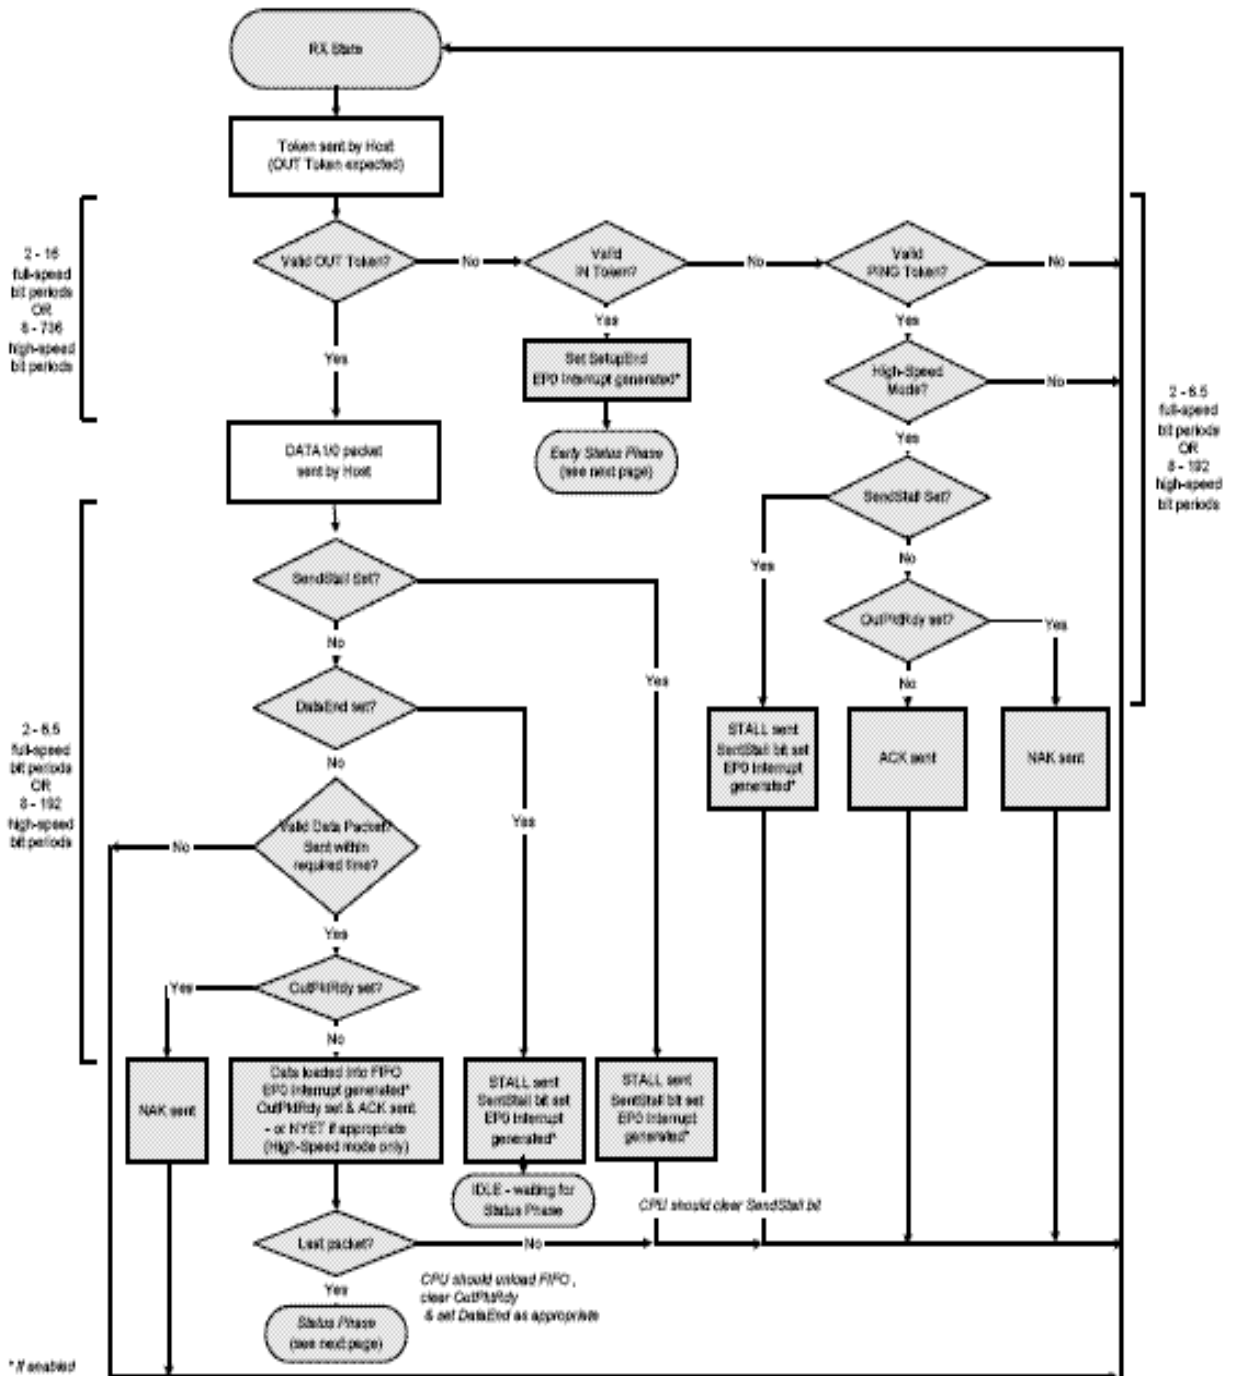 RX State
Token sent by Host
(OUT Token expected)
2 - 16
full-speed
bit periods
OR
8 - 736
high-speed
bit periods
Valid OUT Token?
No
Valid
IN Token?
No
Valid
PING Token?
No
Yes
Yes
Yes
Set SetupEnd
EP0 Interrupt generated*
High-Speed
Mode?
No
2 - 6.5
full-speed
bit periods
OR
8 - 192
high-speed
bit periods
DATA1/0 packet
sent by Host
Early Status Phase
(see next page)
Yes
SendStall Set?
Yes
No
SendStall Set?
OutPktRdy set?
Yes
No
No
Yes
DataEnd set?
STALL sent
SentStall bit set
EP0 Interrupt
generated*
ACK sent
NAK sent
2 - 6.5
full-speed
bit periods
OR
8 - 192
high-speed
bit periods
No
Yes
Valid Data Packet?
Sent within
required time?
No
Yes
OutPktRdy set?
Yes
No
NAK sent
Data loaded into FIFO
EP0 Interrupt generated*
OutPktRdy set & ACK sent
- or NYET if appropriate
(High-Speed mode only)
STALL sent
SentStall bit set
EP0 Interrupt
generated*
STALL sent
SentStall bit set
EP0 Interrupt
generated*
IDLE - waiting for
Status Phase
CPU should clear SendStall bit
Last packet?
No
Yes
CPU should unload FIFO ,
clear OutPktRdy
& set DataEnd as appropriate
Status Phase
(see next page)
* If enabled